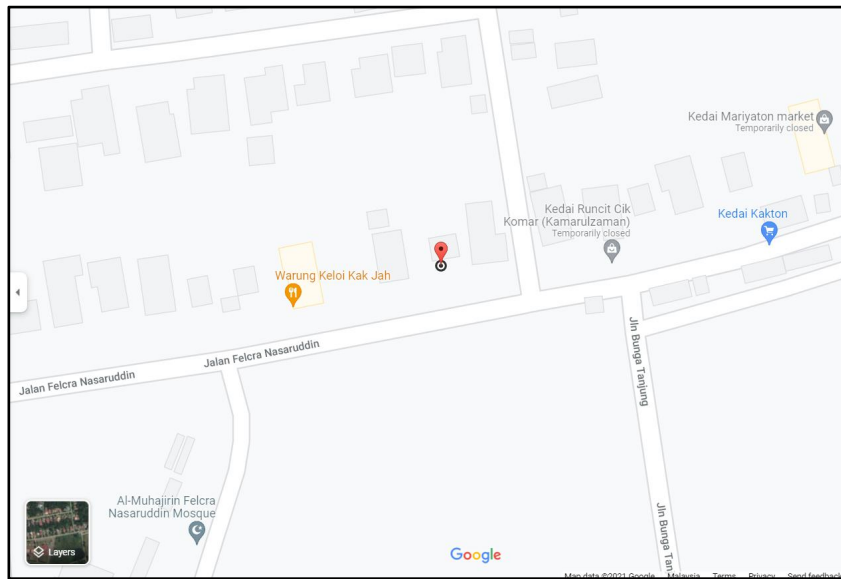 Kedai Mariyaton market
Temporarily closed
Kedai Runcit Cik
Komar (Kamarulzaman)
Temporarily closed
Kedai Kakton
Warung Keloi Kak Jah
Jalan Felcra Nasaruddin
Jalan Felcra Nasaruddin
Jln Bunga Tanjung
Al-Muhajirin Felcra
Nasaruddin Mosque
Jln Bunga Tan
Layers
Google
Map data ©2021 Google Malaysia Terms Privacy Send feedback